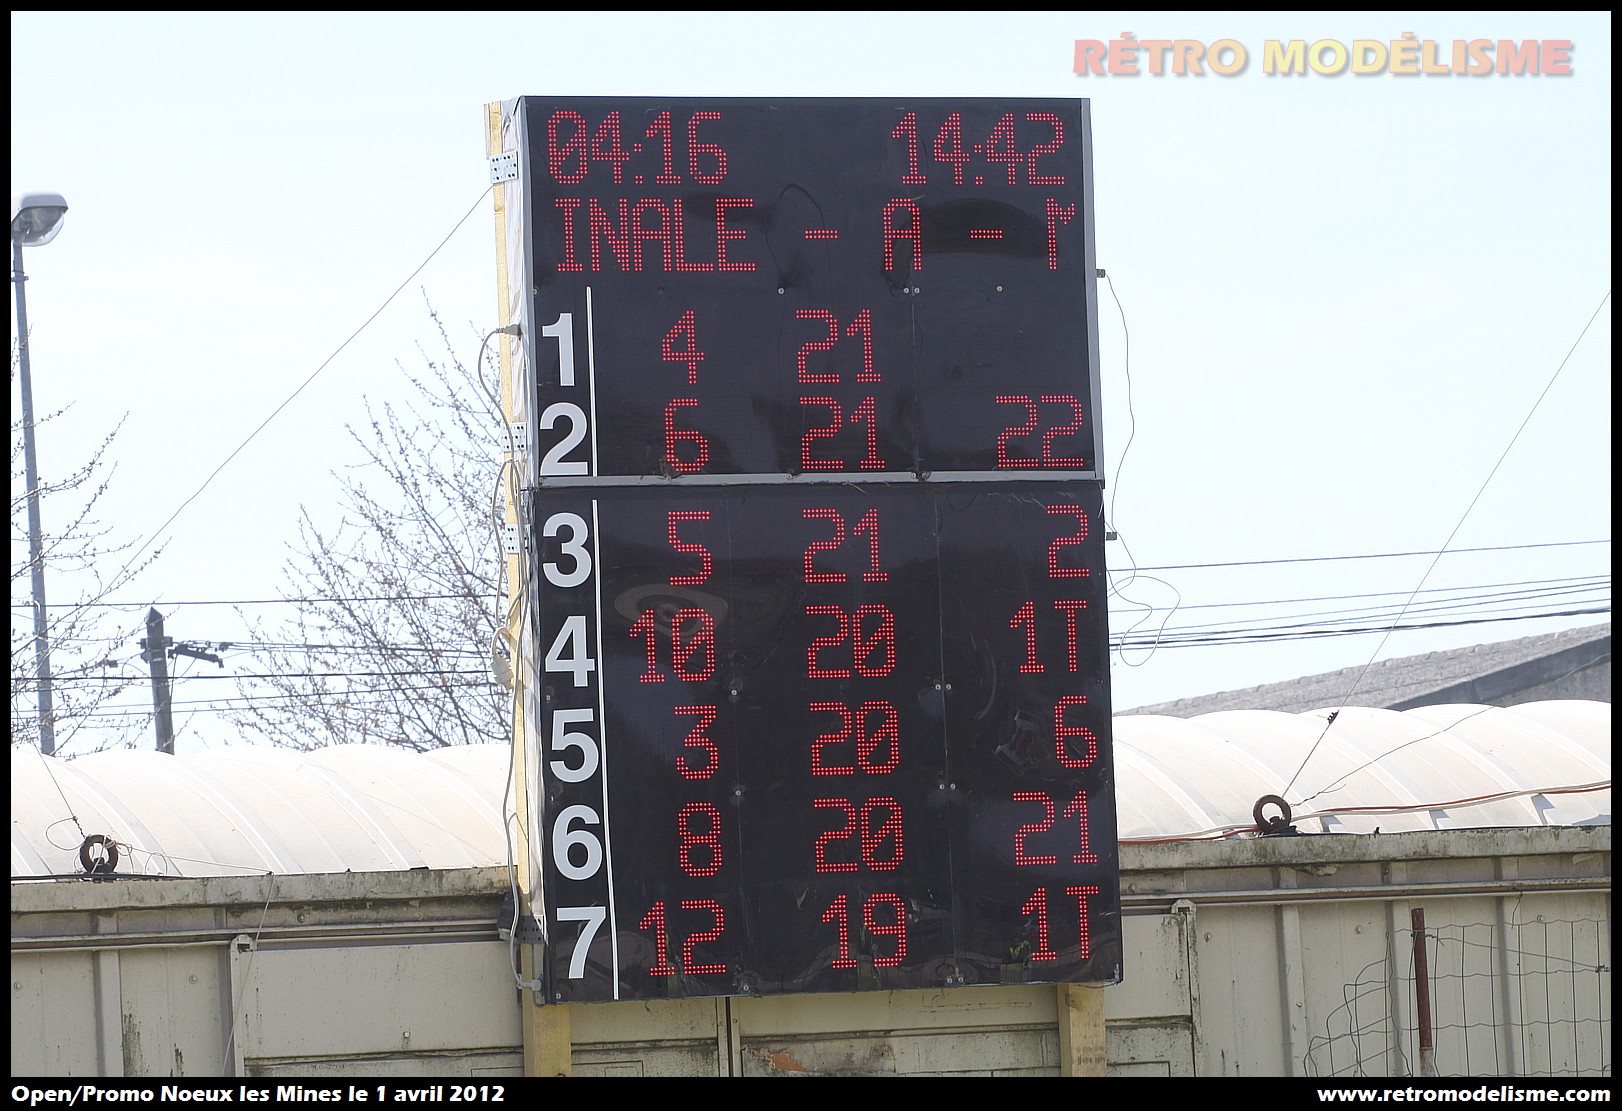 RÉTRO MODÉLISME
04:16 14:42
INALE - A -
1 4 21
2 6 21 22
3 5 21 2
4 10 20 1T
5 3 20 6
6 8 20 21
7 12 19 1T
Open/Promo Noeux les Mines le 1 avril 2012 www.retromodelisme.com